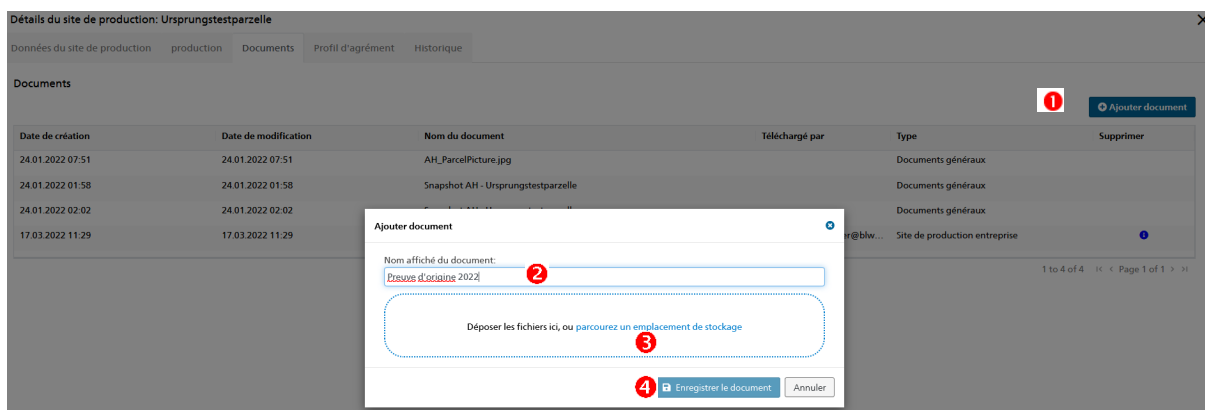 Détails du site de production: Ursprungstestparzelle
Données du site de production production Documents Profil d'agrément Historique
Documents
1 Ajouter document
Date de création Date de modification Nom du document Téléchargé par Type Supprimer
24.01.2022 07:51 24.01.2022 07:51 AH_ParcelPicture.jpg Documents généraux
24.01.2022 01:58 24.01.2022 01:58 Snapshot AH - Ursprungstestparzelle Documents généraux
24.01.2022 02:02 24.01.2022 02:02 Documents généraux
17.03.2022 11:29 17.03.2022 11:29 er@blw... Site de production entreprise
1 to 4 of 4 Page 1 of 1
Ajouter document
Nom affiché du document:
Preuve d'origine 2022 2
Déposer les fichiers ici, ou parcourez un emplacement de stockage
3
4 Enregistrer le document Annuler